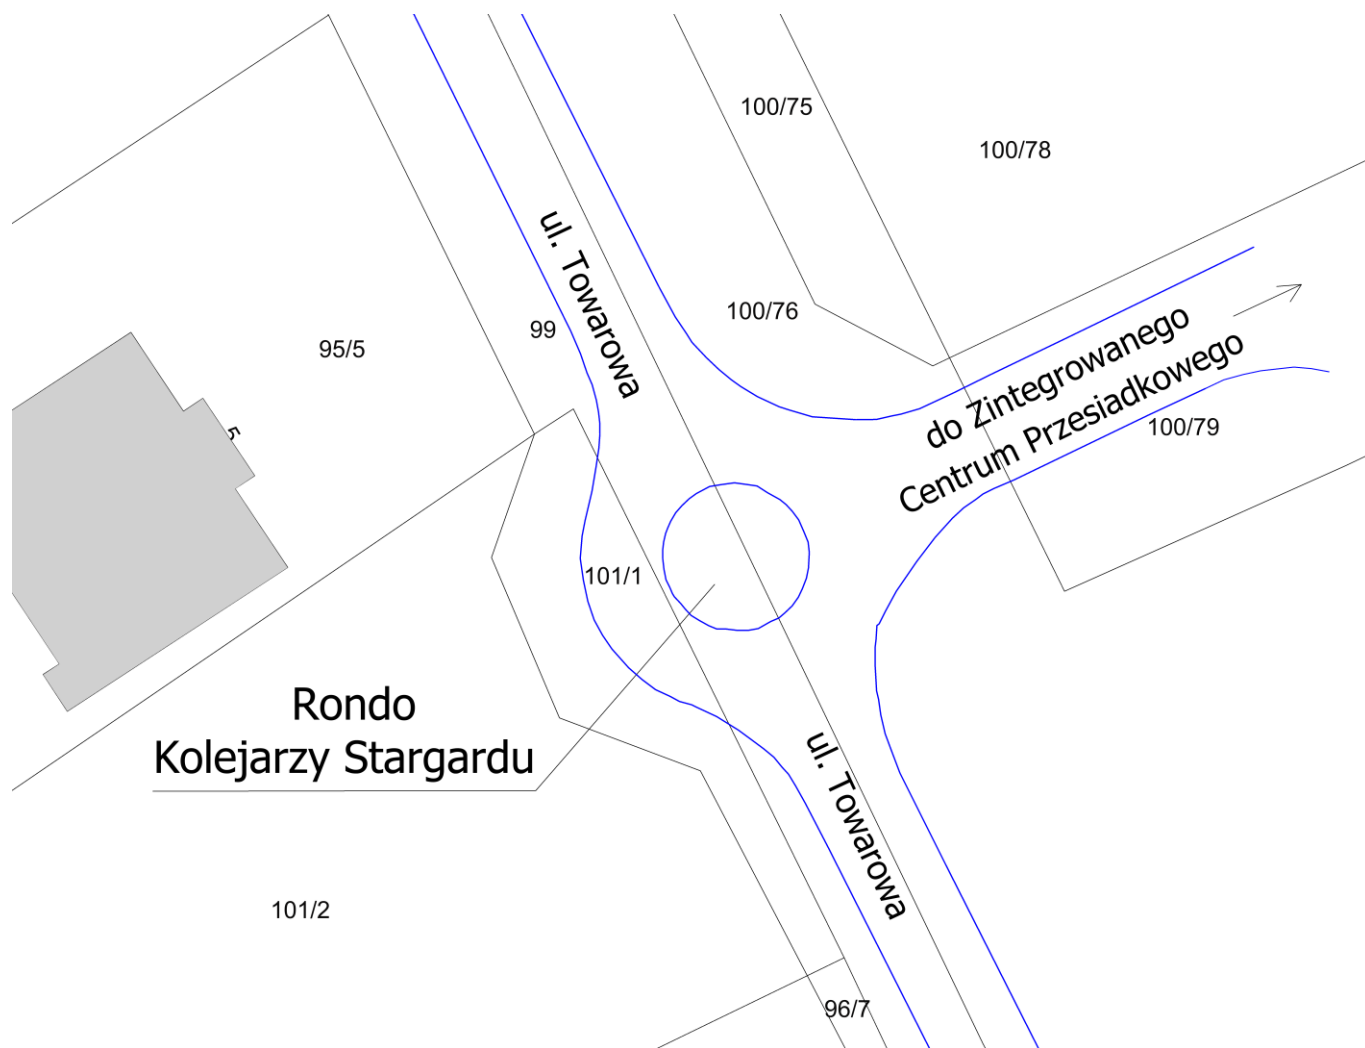 100/75
100/78
ul. Towarowa
100/76
99
95/5
do Zintegrowanego
Centrum Przesiadkowego
100/79
5
101/1
Rondo
Kolejarzy Stargardu
ul. Towarowa
101/2
96/7